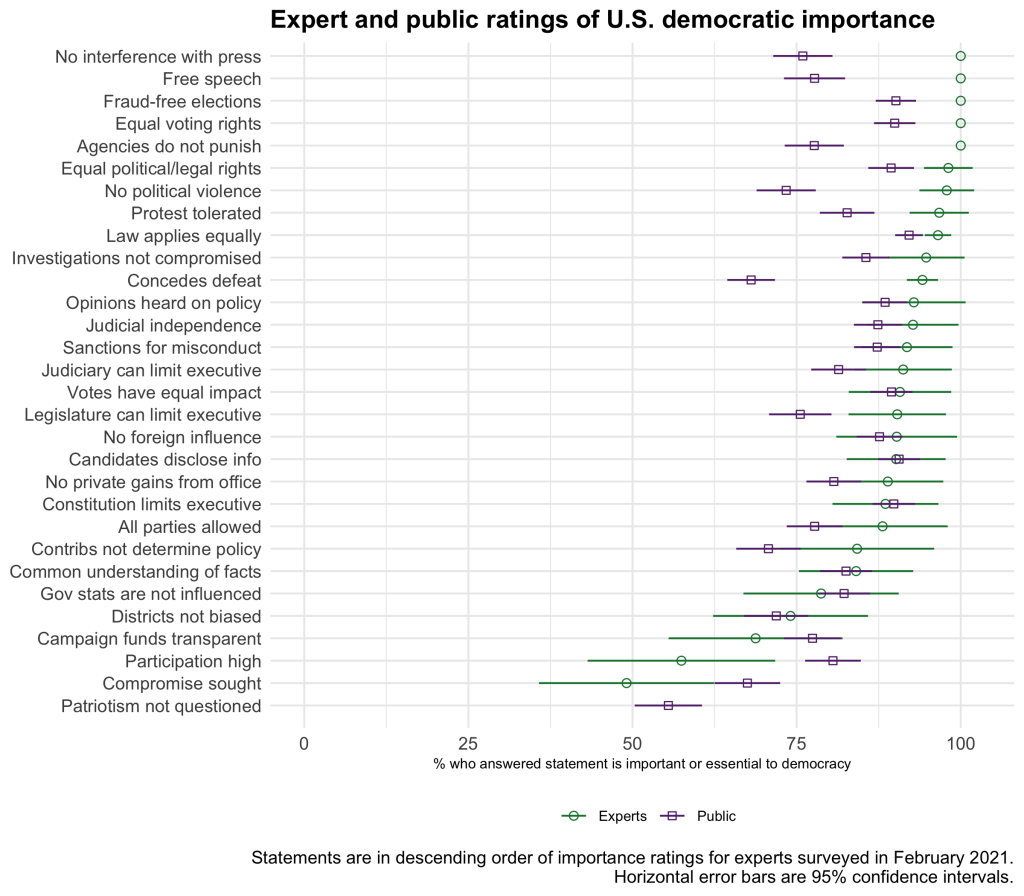 Expert and public ratings of U.S. democratic importance
No interference with press
Free speech
Fraud-free elections
Equal voting rights
Agencies do not punish
Equal political/legal rights
No political violence
Protest tolerated
Law applies equally
Investigations not compromised
Concedes defeat
Opinions heard on policy
Judicial independence
Sanctions for misconduct
Judiciary can limit executive
Votes have equal impact
Legislature can limit executive
No foreign influence
Candidates disclose info
No private gains from office
Constitution limits executive
All parties allowed
Contribs not determine policy
Common understanding of facts
Gov stats are not influenced
Districts not biased
Campaign funds transparent
Participation high
Compromise sought
Patriotism not questioned
0 25 50 75 100
% who answered statement is important or essential to democracy
Experts Public
Statements are in descending order of importance ratings for experts surveyed in February 2021.
Horizontal error bars are 95% confidence intervals.